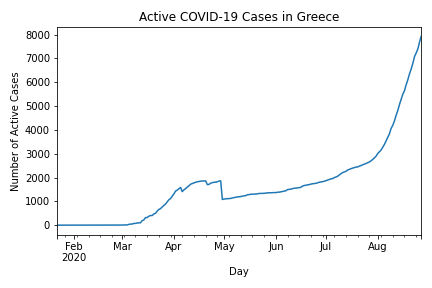 Active COVID-19 Cases in Greece
Number of Active Cases
8000
7000
6000
5000
4000
3000
2000
1000
0
Feb Mar Apr May Jun Jul Aug
2020
Day